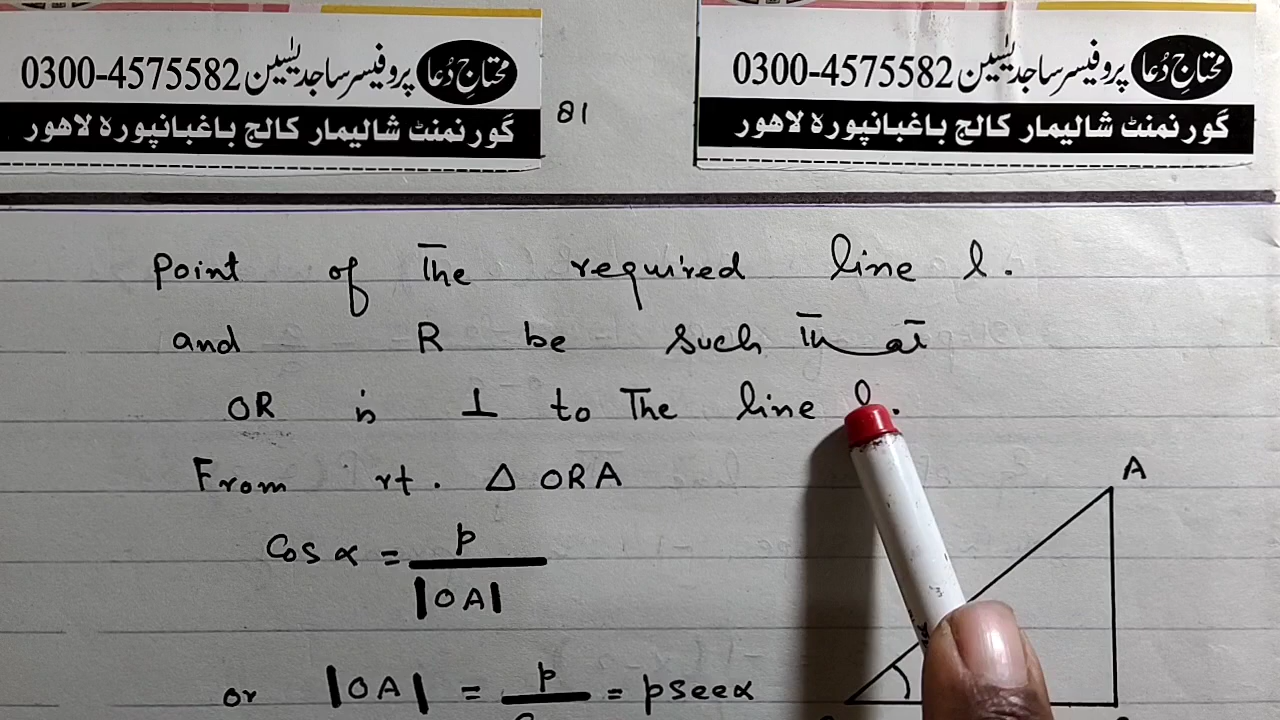 محتاجِ دُعا پروفیسر ساجد یٰسین 0300-4575582
گورنمنٹ شالیمار کالج باغبانپورہ لاهور
81
محتاجِ دُعا پروفیسر ساجد یٰسین 0300-4575582
گورنمنٹ شالیمار کالج باغبانپورہ لاهور
Point of The required line l.
and R be such that
OR is ⊥ to The line l.
From rt. △ ORA
Cos α = p / |OA|
or |OA| = p / = p sec α
A